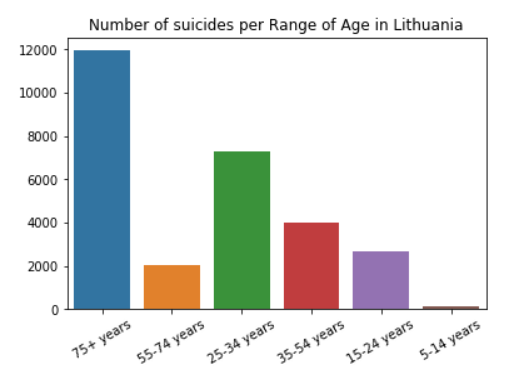 Number of suicides per Range of Age in Lithuania
12000
10000
8000
6000
4000
2000
0
75+ years
55-74 years
25-34 years
35-54 years
15-24 years
5-14 years